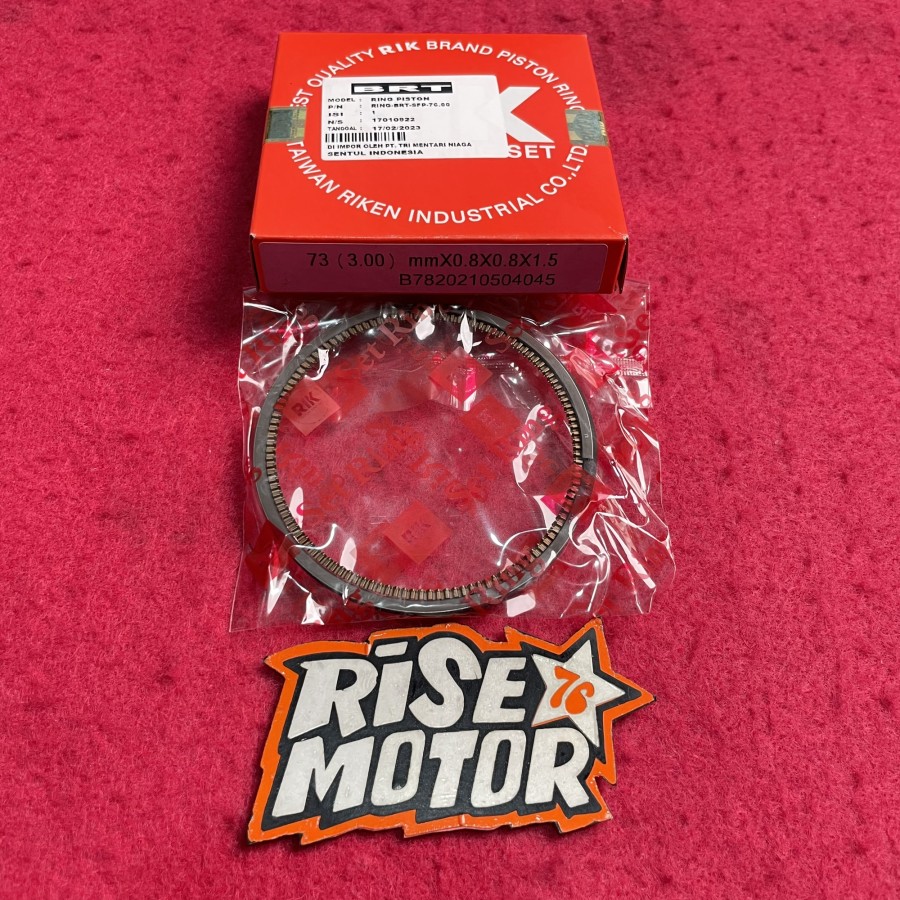 BEST QUALITY RIK BRAND PISTON RING
BRT
MODEL : RING PISTON
P/N : RING-BRT-SFP-76.00
ISI : 1
N/S : 17010922
TANGGAL : 17/02/2023
DI IMPOR OLEH PT. TRI MENTARI NIAGA
SENTUL INDONESIA
K
SET
TAIWAN RIKEN INDUSTRIAL CO.,LTD.
73 (3.00) mmX0.8X0.8X1.5
B7820210504045
RiK
RiK
RiSE
76
MOTOR